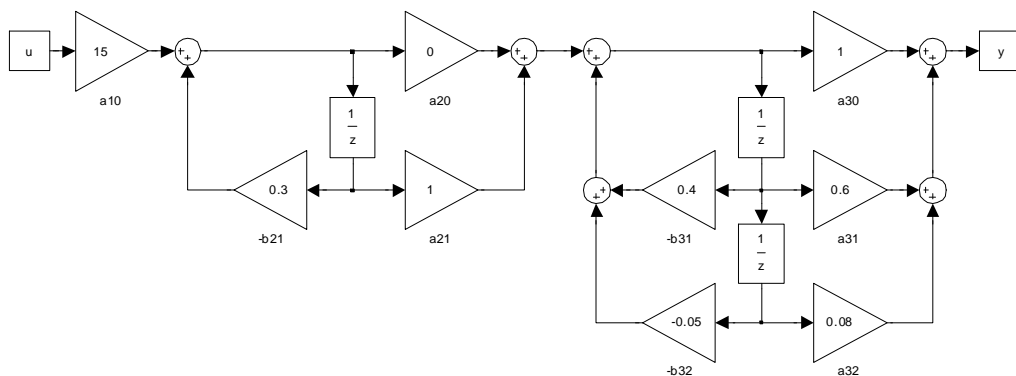 u
15
a10
+
+
0
a20
+
+
+
+
1
a30
+
+
y
1
z
1
z
0.3
-b21
1
a21
+
+
0.4
-b31
0.6
a31
+
+
1
z
-0.05
-b32
0.08
a32